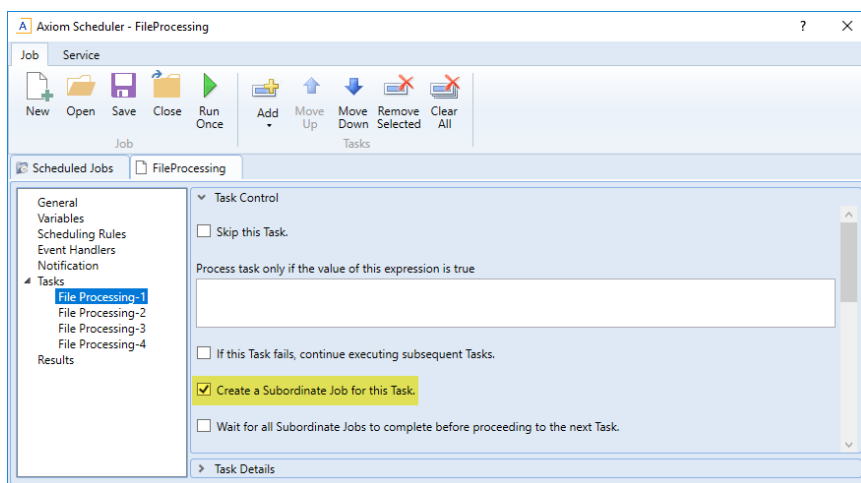 A Axiom Scheduler - FileProcessing ?
Job Service
New Open Save Close Run Once Add Move Up Move Down Remove Selected Clear All
Job Tasks
Scheduled Jobs FileProcessing
General
Variables
Scheduling Rules
Event Handlers
Notification
Tasks
File Processing-1
File Processing-2
File Processing-3
File Processing-4
Results
Task Control
Skip this Task.
Process task only if the value of this expression is true
If this Task fails, continue executing subsequent Tasks.
Create a Subordinate Job for this Task.
Wait for all Subordinate Jobs to complete before proceeding to the next Task.
Task Details